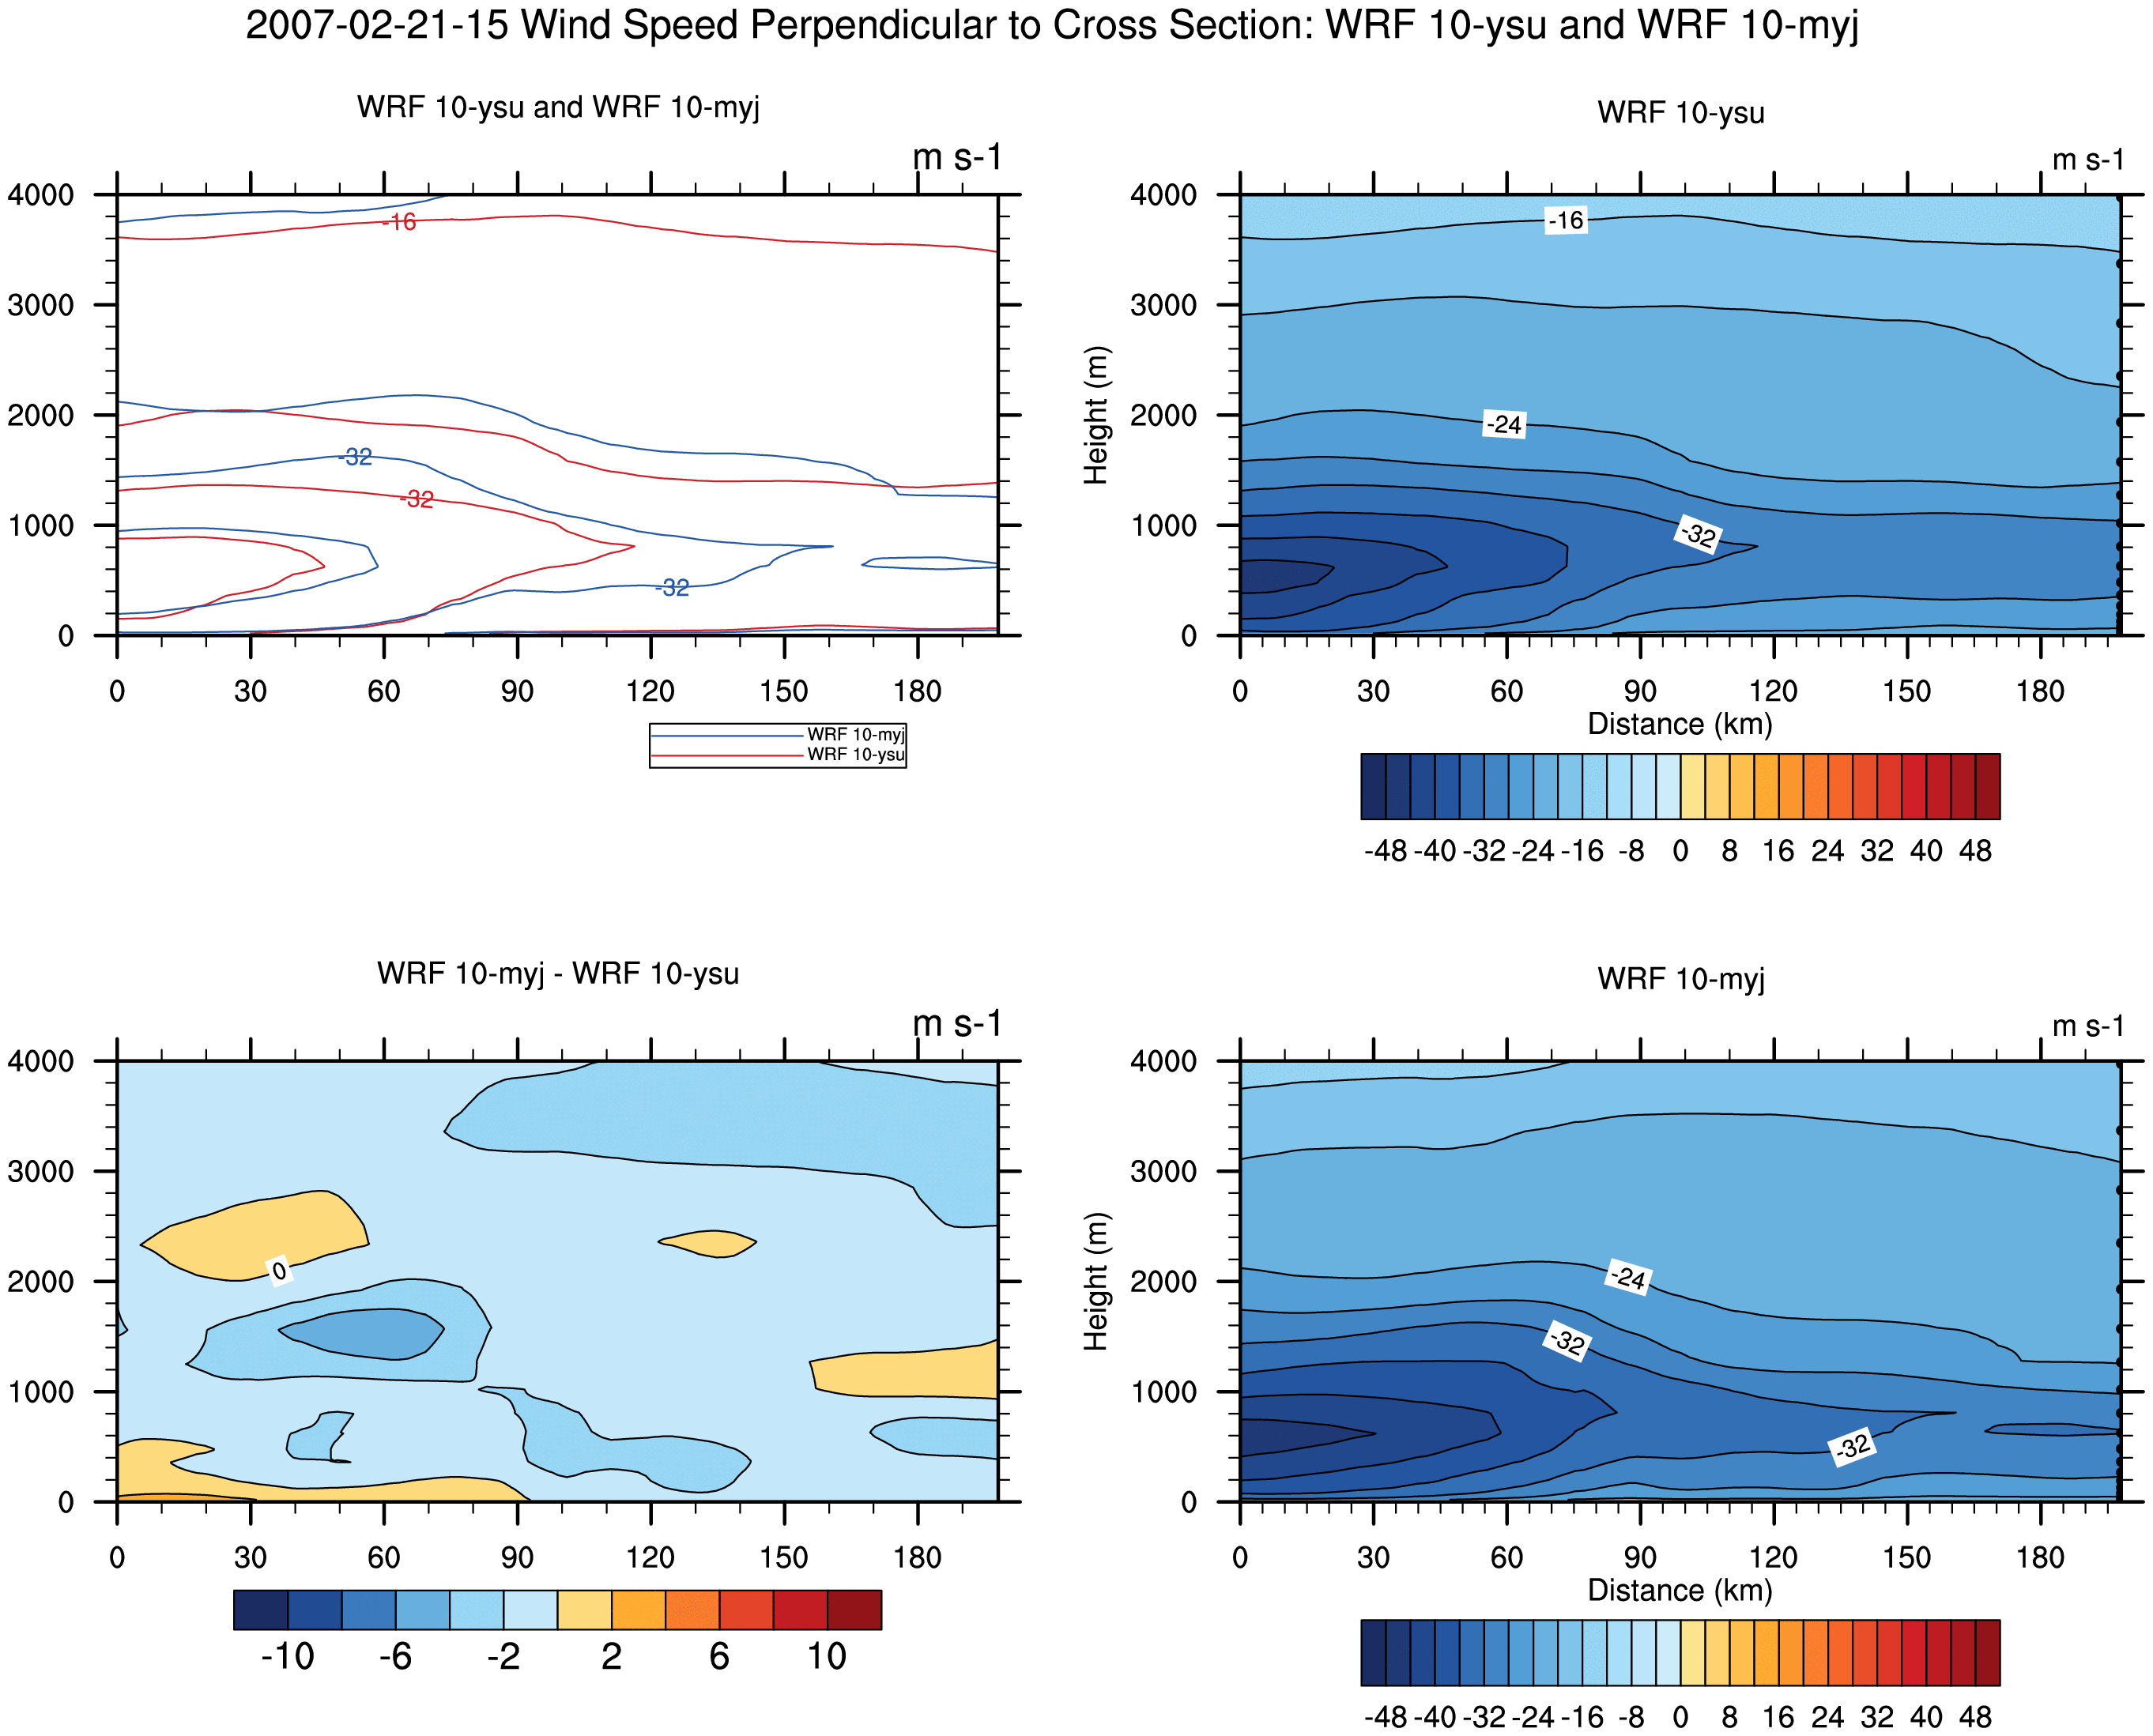 2007-02-21-15 Wind Speed Perpendicular to Cross Section: WRF 10-ysu and WRF 10-myj
WRF 10-ysu and WRF 10-myj
m s-1
4000
3000
2000
1000
0
-16
-32
-32
-32
0 30 60 90 120 150 180
WRF 10-myj
WRF 10-ysu
WRF 10-ysu
m s-1
Height (m)
4000
3000
2000
1000
0
-16
-24
-32
0 30 60 90 120 150 180
Distance (km)
-48 -40 -32 -24 -16 -8 0 8 16 24 32 40 48
WRF 10-myj - WRF 10-ysu
m s-1
4000
3000
2000
1000
0
0
0 30 60 90 120 150 180
-10 -6 -2 2 6 10
WRF 10-myj
m s-1
Height (m)
4000
3000
2000
1000
0
-24
-32
-32
0 30 60 90 120 150 180
Distance (km)
-48 -40 -32 -24 -16 -8 0 8 16 24 32 40 48